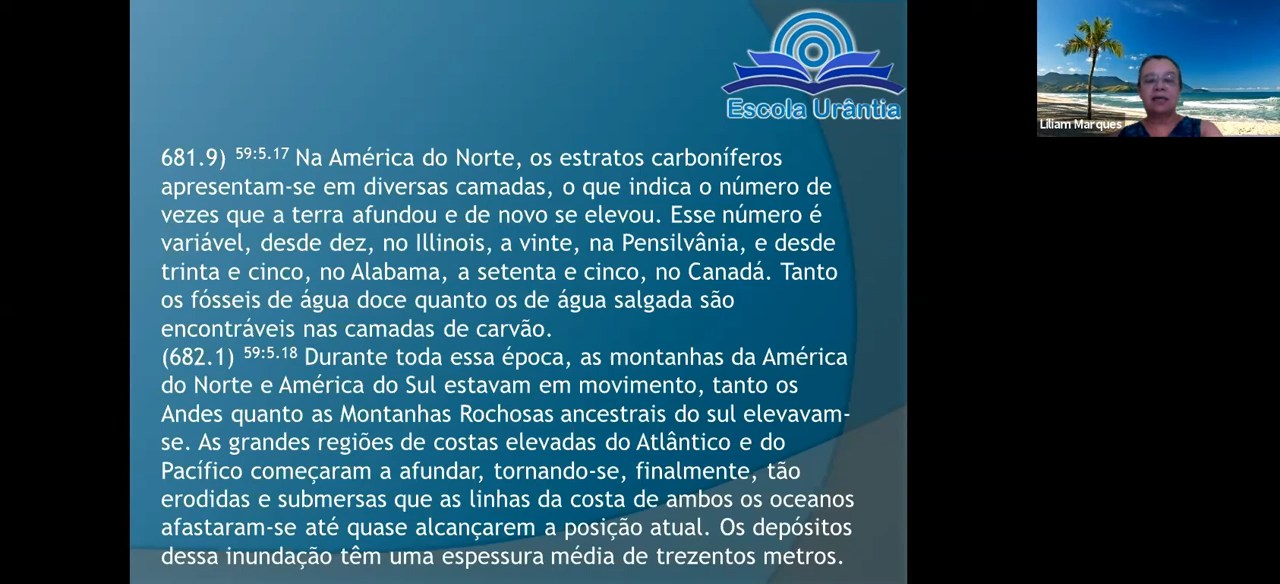 Escola Urântia
Liliam Marques
681.9) 59:5.17 Na América do Norte, os estratos carboníferos
apresentam-se em diversas camadas, o que indica o número de
vezes que a terra afundou e de novo se elevou. Esse número é
variável, desde dez, no Illinois, a vinte, na Pensilvânia, e desde
trinta e cinco, no Alabama, a setenta e cinco, no Canadá. Tanto
os fósseis de água doce quanto os de água salgada são
encontráveis nas camadas de carvão.
(682.1) 59:5.18 Durante toda essa época, as montanhas da América
do Norte e América do Sul estavam em movimento, tanto os
Andes quanto as Montanhas Rochosas ancestrais do sul elevavam-
se. As grandes regiões de costas elevadas do Atlântico e do
Pacífico começaram a afundar, tornando-se, finalmente, tão
erodidas e submersas que as linhas da costa de ambos os oceanos
afastaram-se até quase alcançarem a posição atual. Os depósitos
dessa inundação têm uma espessura média de trezentos metros.